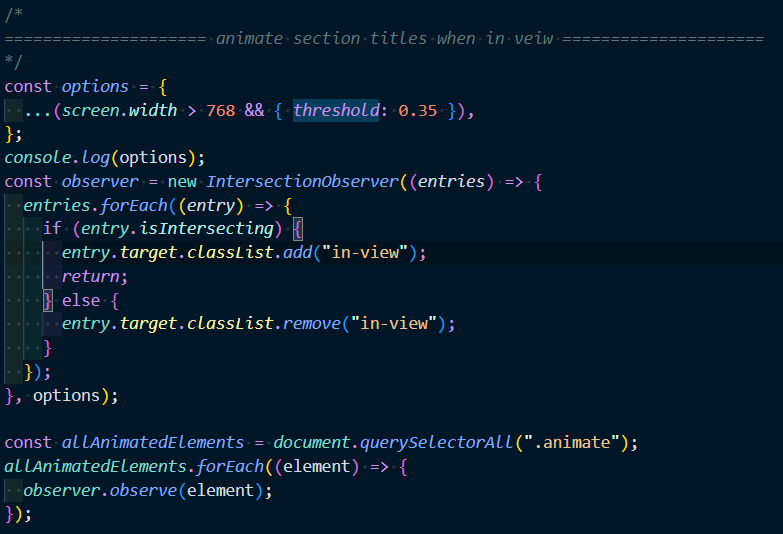 /*
===================== animate section titles when in veiw =====================
*/
const options = {
  ...(screen.width > 768 && { threshold: 0.35 }),
};
console.log(options);
const observer = new IntersectionObserver((entries) => {
  entries.forEach((entry) => {
    if (entry.isIntersecting) {
      entry.target.classList.add("in-view");
      return;
    } else {
      entry.target.classList.remove("in-view");
    }
  });
}, options);

const allAnimatedElements = document.querySelectorAll(".animate");
allAnimatedElements.forEach((element) => {
  observer.observe(element);
});